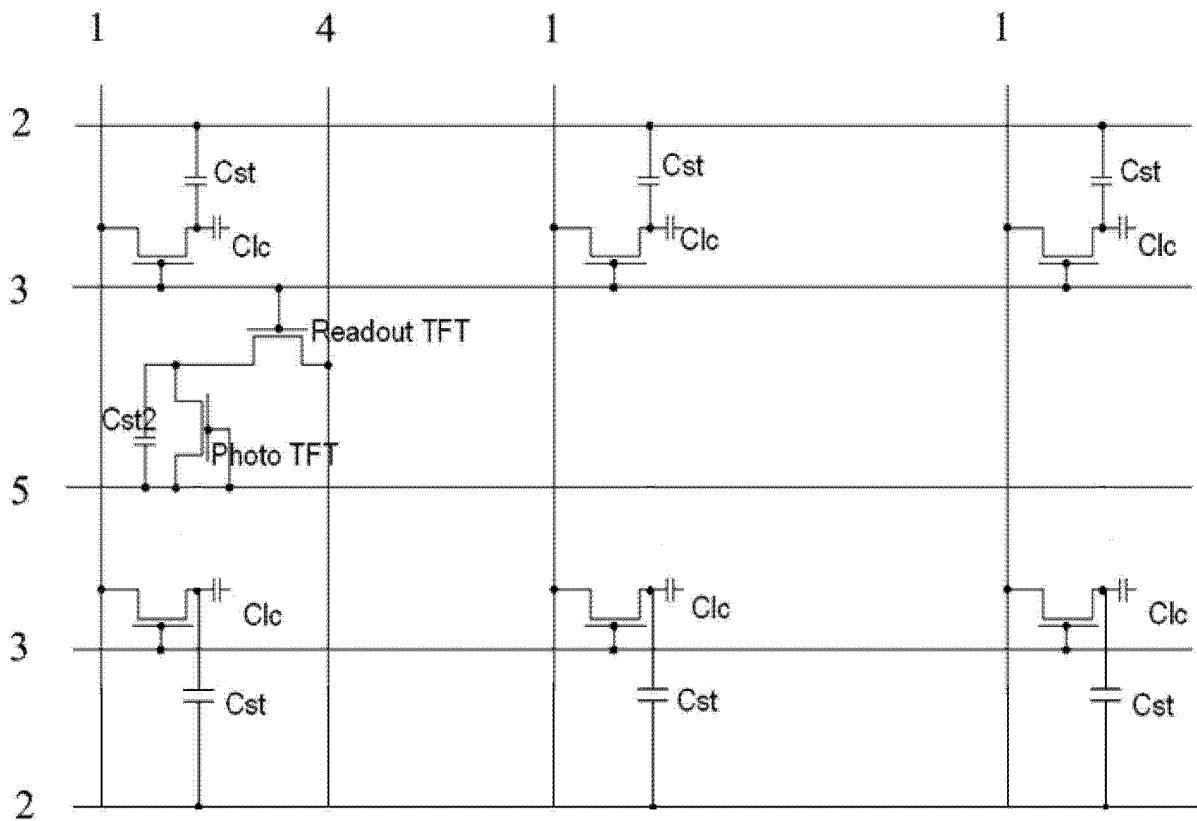 1 4 1 1
2
Cst Cst Cst
Clc Clc Clc
3
Readout TFT
Cst2
Photo TFT
5
Clc Clc Clc
3
Cst Cst Cst
2